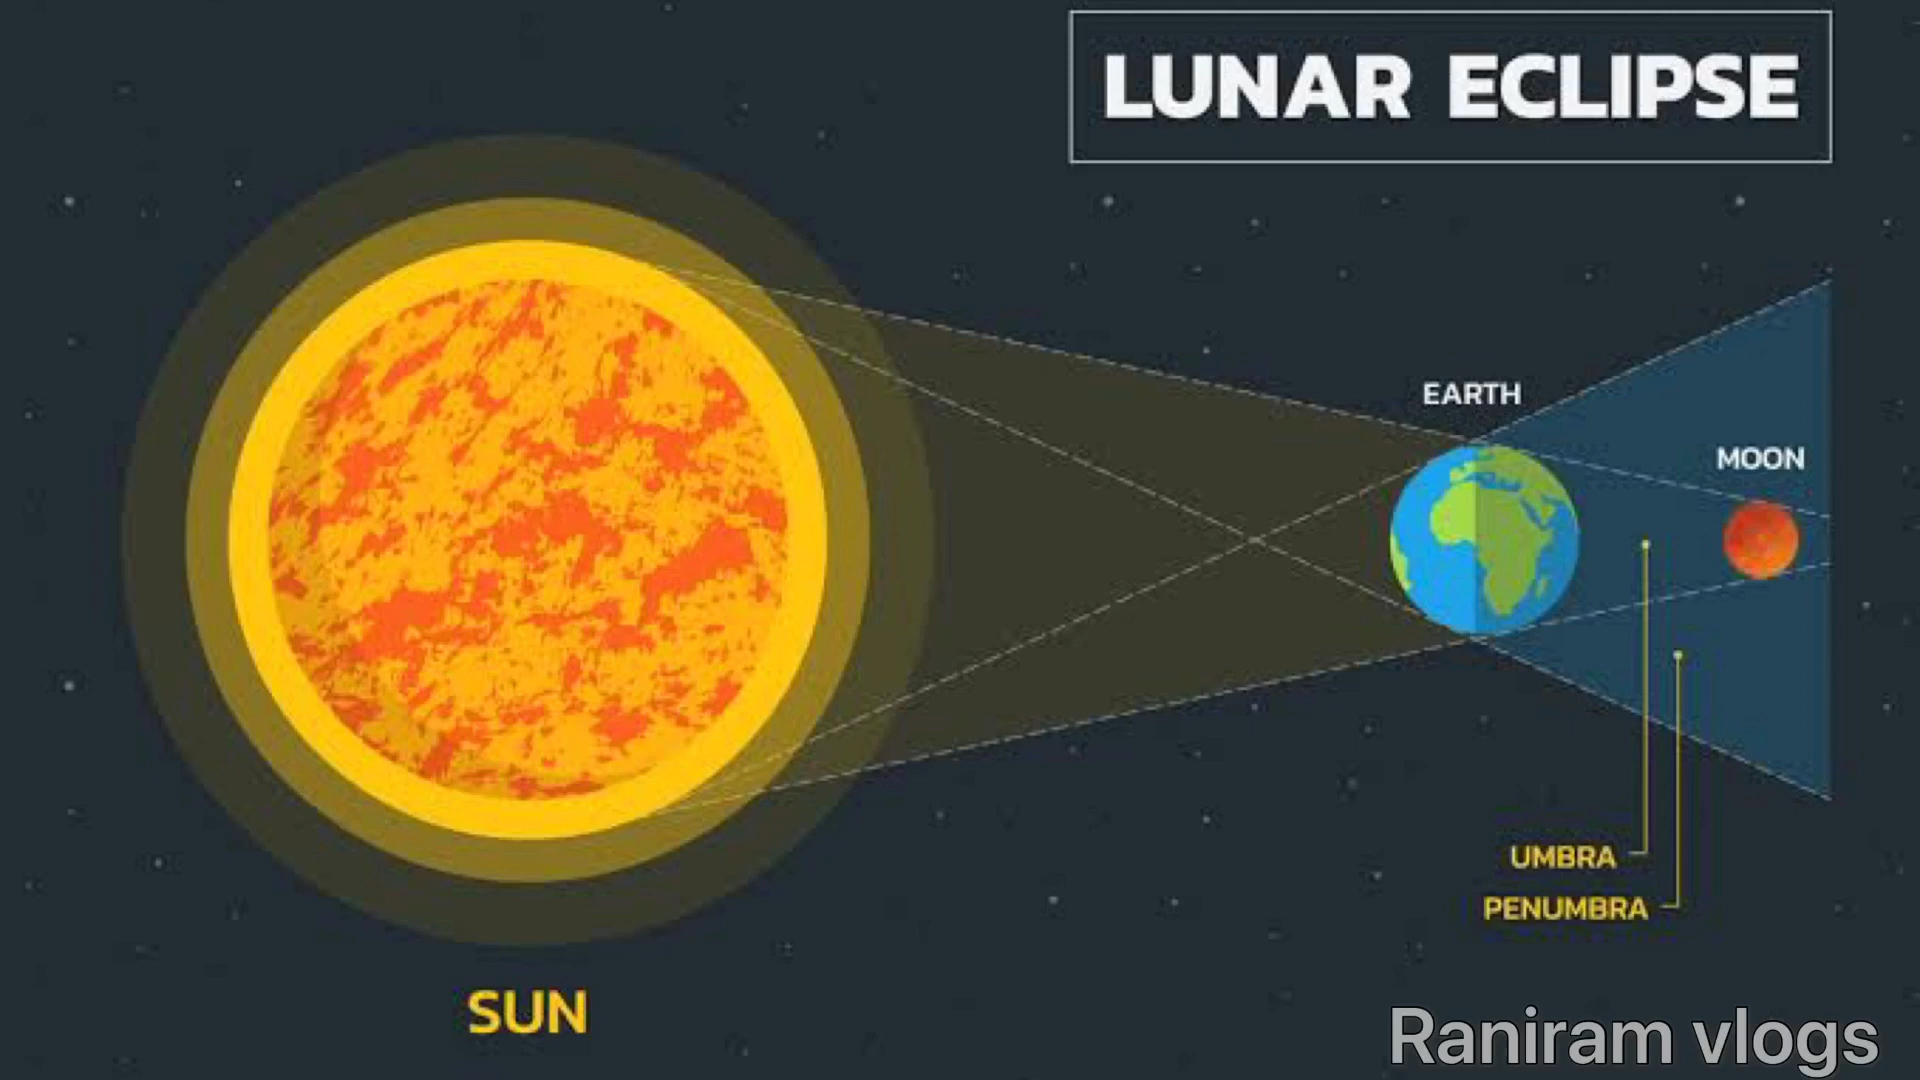 LUNAR ECLIPSE
EARTH
MOON
UMBRA
PENUMBRA
SUN
Raniram vlogs